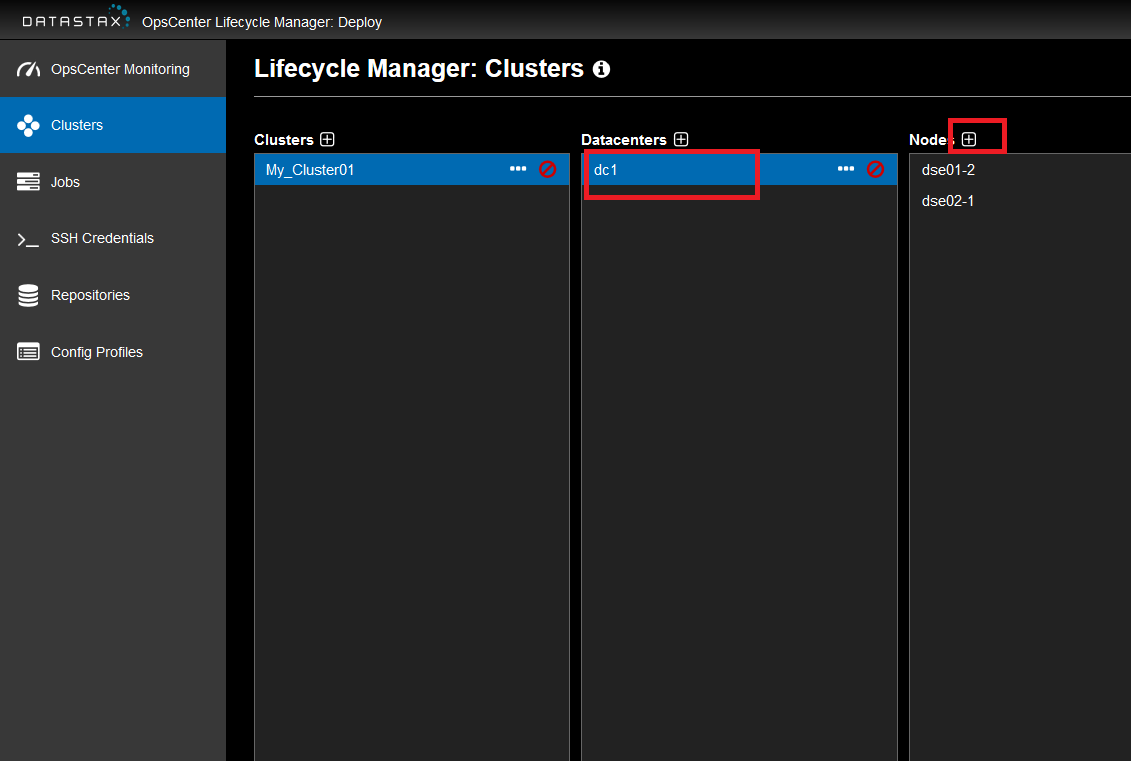 DATASTAX OpsCenter Lifecycle Manager: Deploy
OpsCenter Monitoring
Clusters
Jobs
SSH Credentials
Repositories
Config Profiles
Lifecycle Manager: Clusters
Clusters
My_Cluster01
Datacenters
dc1
Nodes
dse01-2
dse02-1